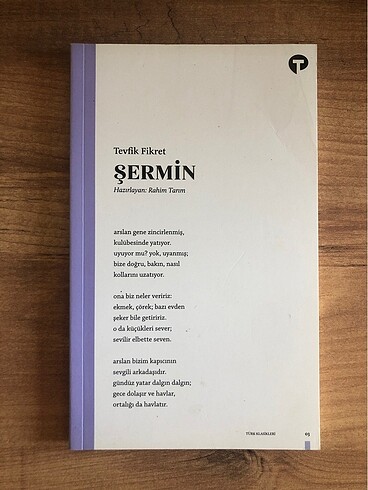 T
Tevfik Fikret
ŞERMİN
Hazırlayan: Rahim Tarım
arslan gene zincirlenmiş,
kulübesinde yatıyor.
uyuyor mu? yok, uyanmış;
bize doğru, bakın, nasıl
kollarını uzatıyor.
ona biz neler veririz:
ekmek, çörek; bazı evden
şeker bile getiririz.
o da küçükleri sever;
sevilir elbette seven.
arslan bizim kapıcının
sevgili arkadaşıdır.
gündüz yatar dalgın dalgın;
gece dolaşır ve havlar,
ortalığı da havlatır.
TÜRK KLASİKLERİ 05